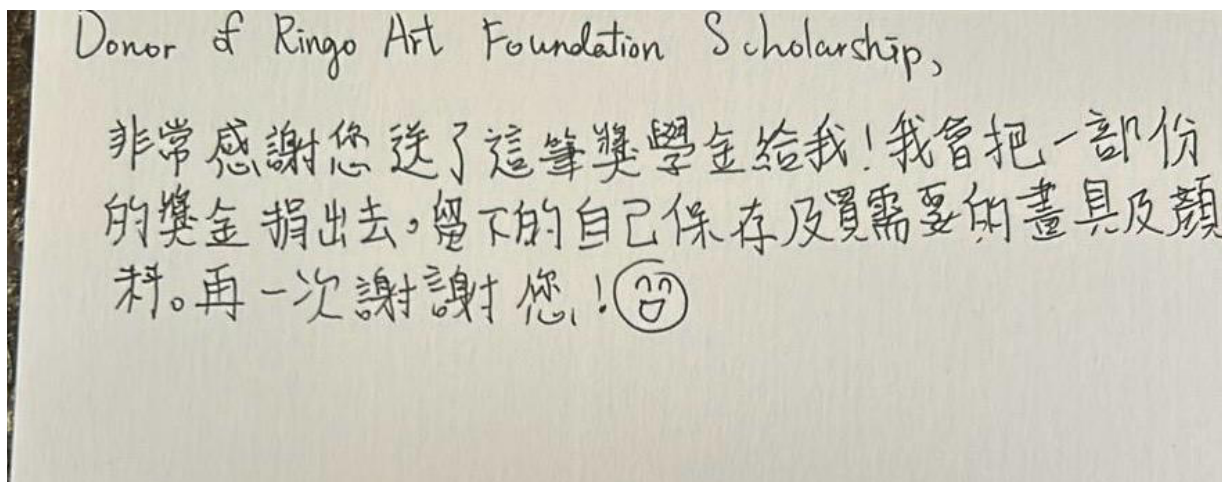 Donor of Ringo Art Foundation Scholarship,
非常感謝您送了這筆獎學金給我！我會把一部份
的獎金捐出去。留下的自己保存及買需要的畫具及顏
料。再一次謝謝您！